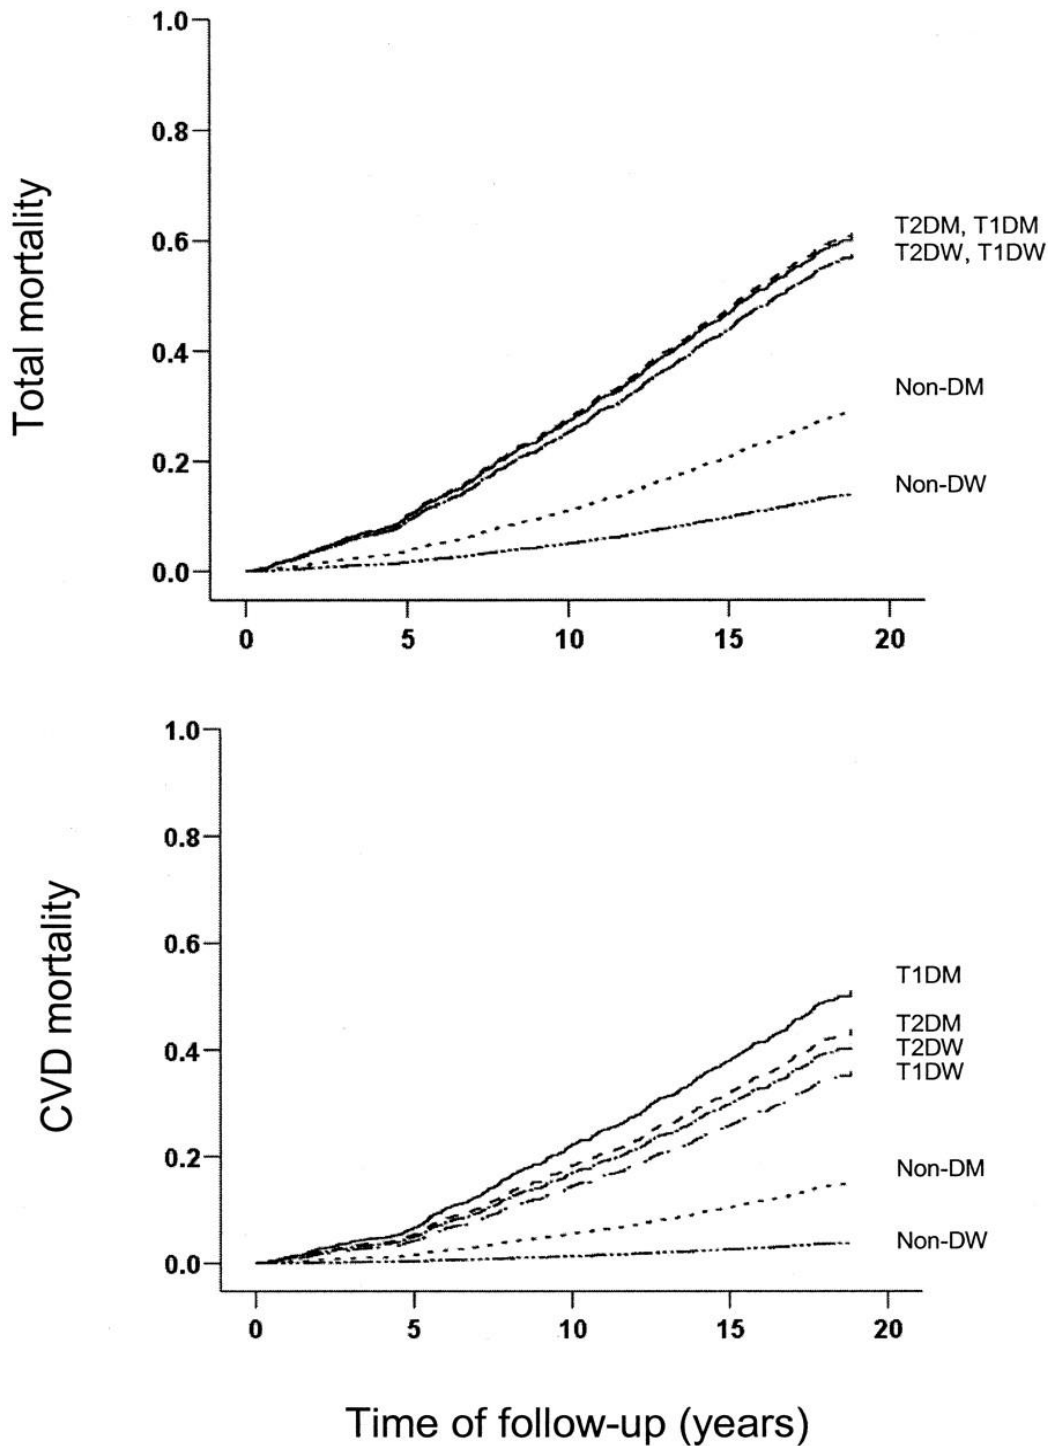 Total mortality
1.0
0.8
0.6
0.4
0.2
0.0
T2DM, T1DM
T2DW, T1DW
Non-DM
Non-DW
0 5 10 15 20
CVD mortality
1.0
0.8
0.6
0.4
0.2
0.0
T1DM
T2DM
T2DW
T1DW
Non-DM
Non-DW
0 5 10 15 20
Time of follow-up (years)